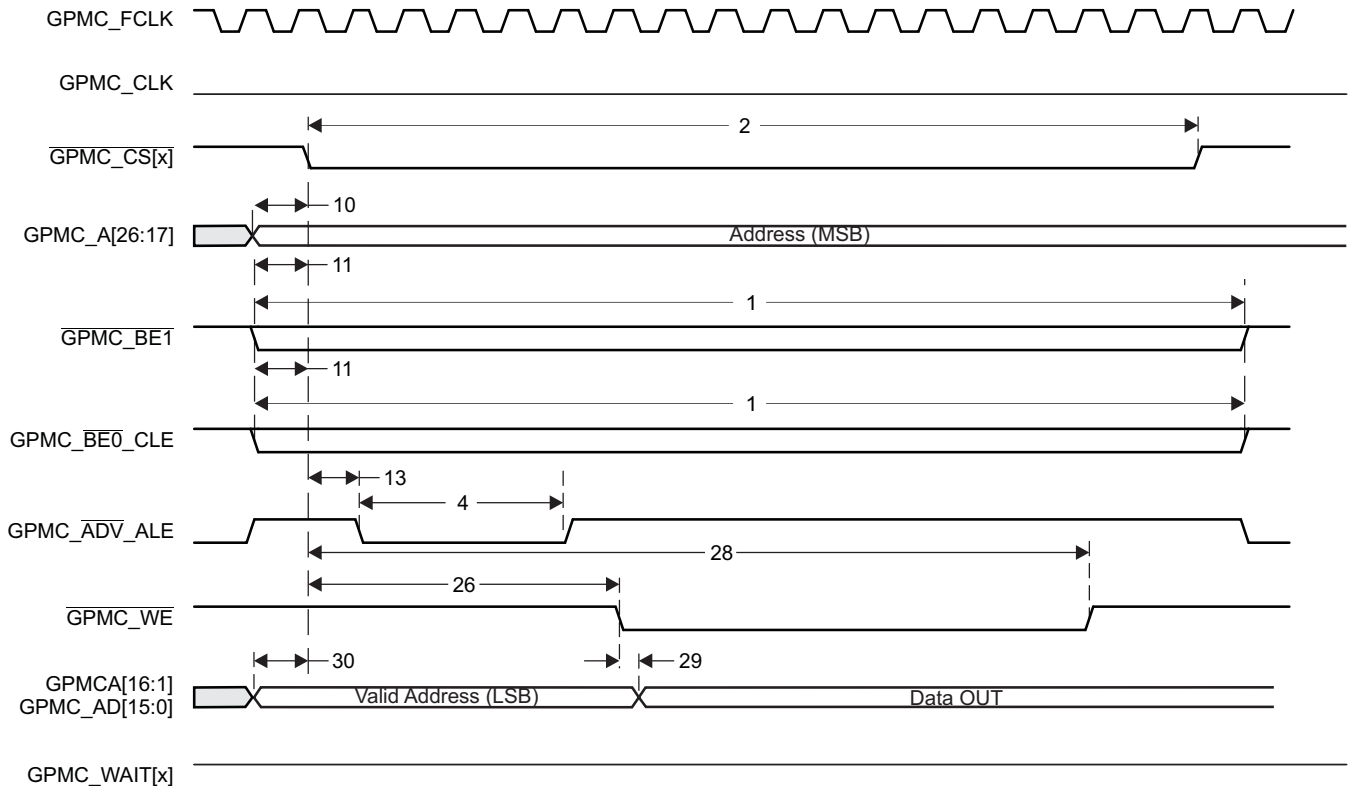 GPMC_FCLK
GPMC_CLK
2
GPMC_CS[x]
10
GPMC_A[26:17]
Address (MSB)
11
1
GPMC_BE1
11
1
GPMC_BE0_CLE
13
4
GPMC_ADV_ALE
28
26
GPMC_WE
30
29
GPMCA[16:1]
GPMC_AD[15:0]
Valid Address (LSB)
Data OUT
GPMC_WAIT[x]